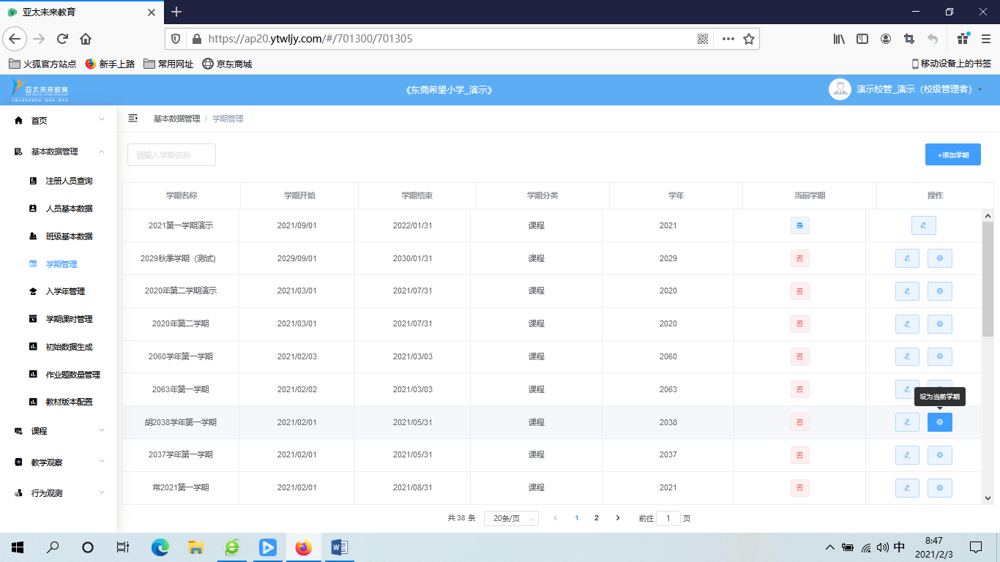 亚太未来教育
https://ap20.ytwljy.com/#/701300/701305
火狐官方站点 新手上路 常用网址 京东商城 移动设备上的书签
亚太未来教育 《东莞希望小学_演示》 演示校管_演示（校级管理者）
首页 基本数据管理 / 学期管理
基本数据管理 请输入学期名称 +添加学期
注册人员查询
人员基本数据
班级基本数据
学期管理
入学年管理
学期课时管理
初始数据生成
作业题数量管理
教材版本配置
课程
教学观察
行为观测
学期名称 学期开始 学期结束 学期分类 学年 当前学期 操作
2021第一学期演示 2021/09/01 2022/01/31 课程 2021 是
2029秋季学期（测试） 2029/09/01 2030/01/31 课程 2029 否
2020年第二学期演示 2021/03/01 2021/07/31 课程 2020 否
2020年第二学期 2021/03/01 2021/07/31 课程 2020 否
2060学年第一学期 2021/02/03 2021/03/03 课程 2060 否
2063年第一学期 2021/02/02 2021/03/03 课程 2063 否
设为当前学期
胡2038学年第一学期 2021/02/01 2021/05/31 课程 2038 否
2037学年第一学期 2021/02/01 2021/05/31 课程 2037 否
常2021第一学期 2021/02/01 2021/08/31 课程 2021 否
共 38 条 20条/页 1 2 前往 1 页
中 8:47
2021/2/3